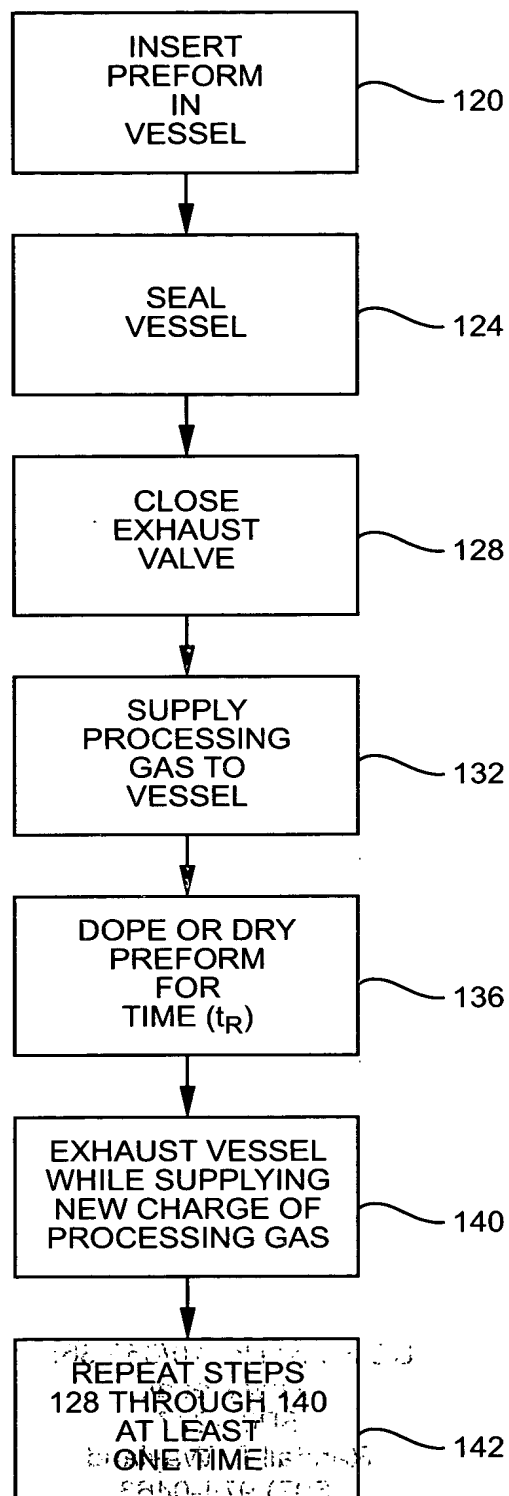 INSERT
PREFORM
IN
VESSEL
120
SEAL
VESSEL
124
CLOSE
EXHAUST
VALVE
128
SUPPLY
PROCESSING
GAS TO
VESSEL
132
DOPE OR DRY
PREFORM
FOR
TIME (tR)
136
EXHAUST VESSEL
WHILE SUPPLYING
NEW CHARGE OF
PROCESSING GAS
140
REPEAT STEPS
128 THROUGH 140
AT LEAST
ONE TIME
142